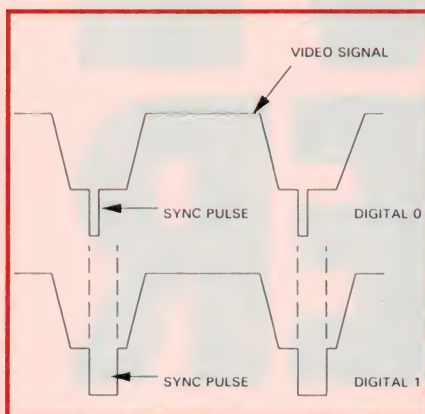 VIDEO SIGNAL
SYNC PULSE
DIGITAL 0
SYNC PULSE
DIGITAL 1